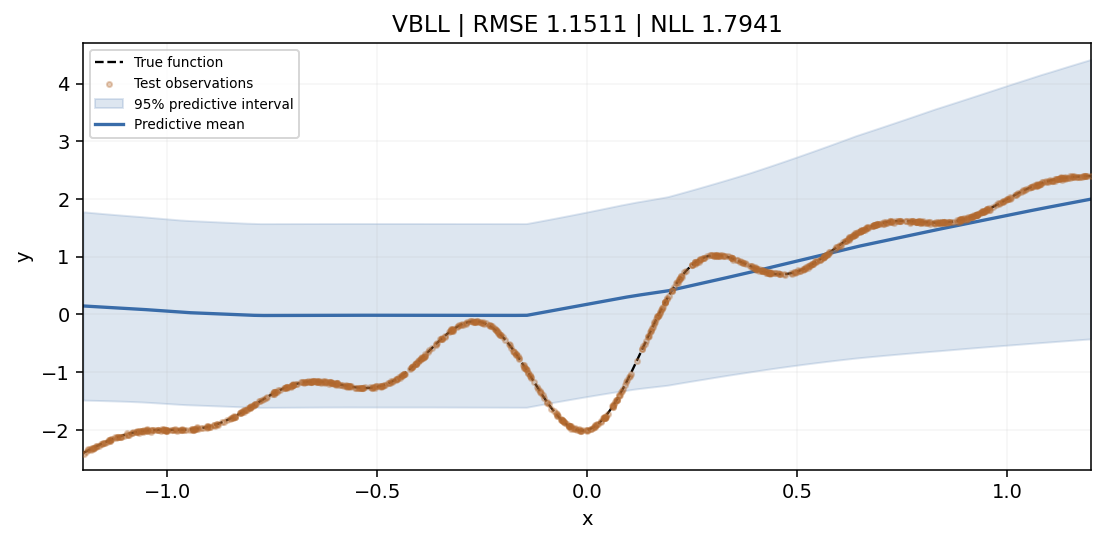 VBLL | RMSE 1.1511 | NLL 1.7941
True function
Test observations
95% predictive interval
Predictive mean
y
4
3
2
1
0
−1
−2
−1.0 −0.5 0.0 0.5 1.0
x